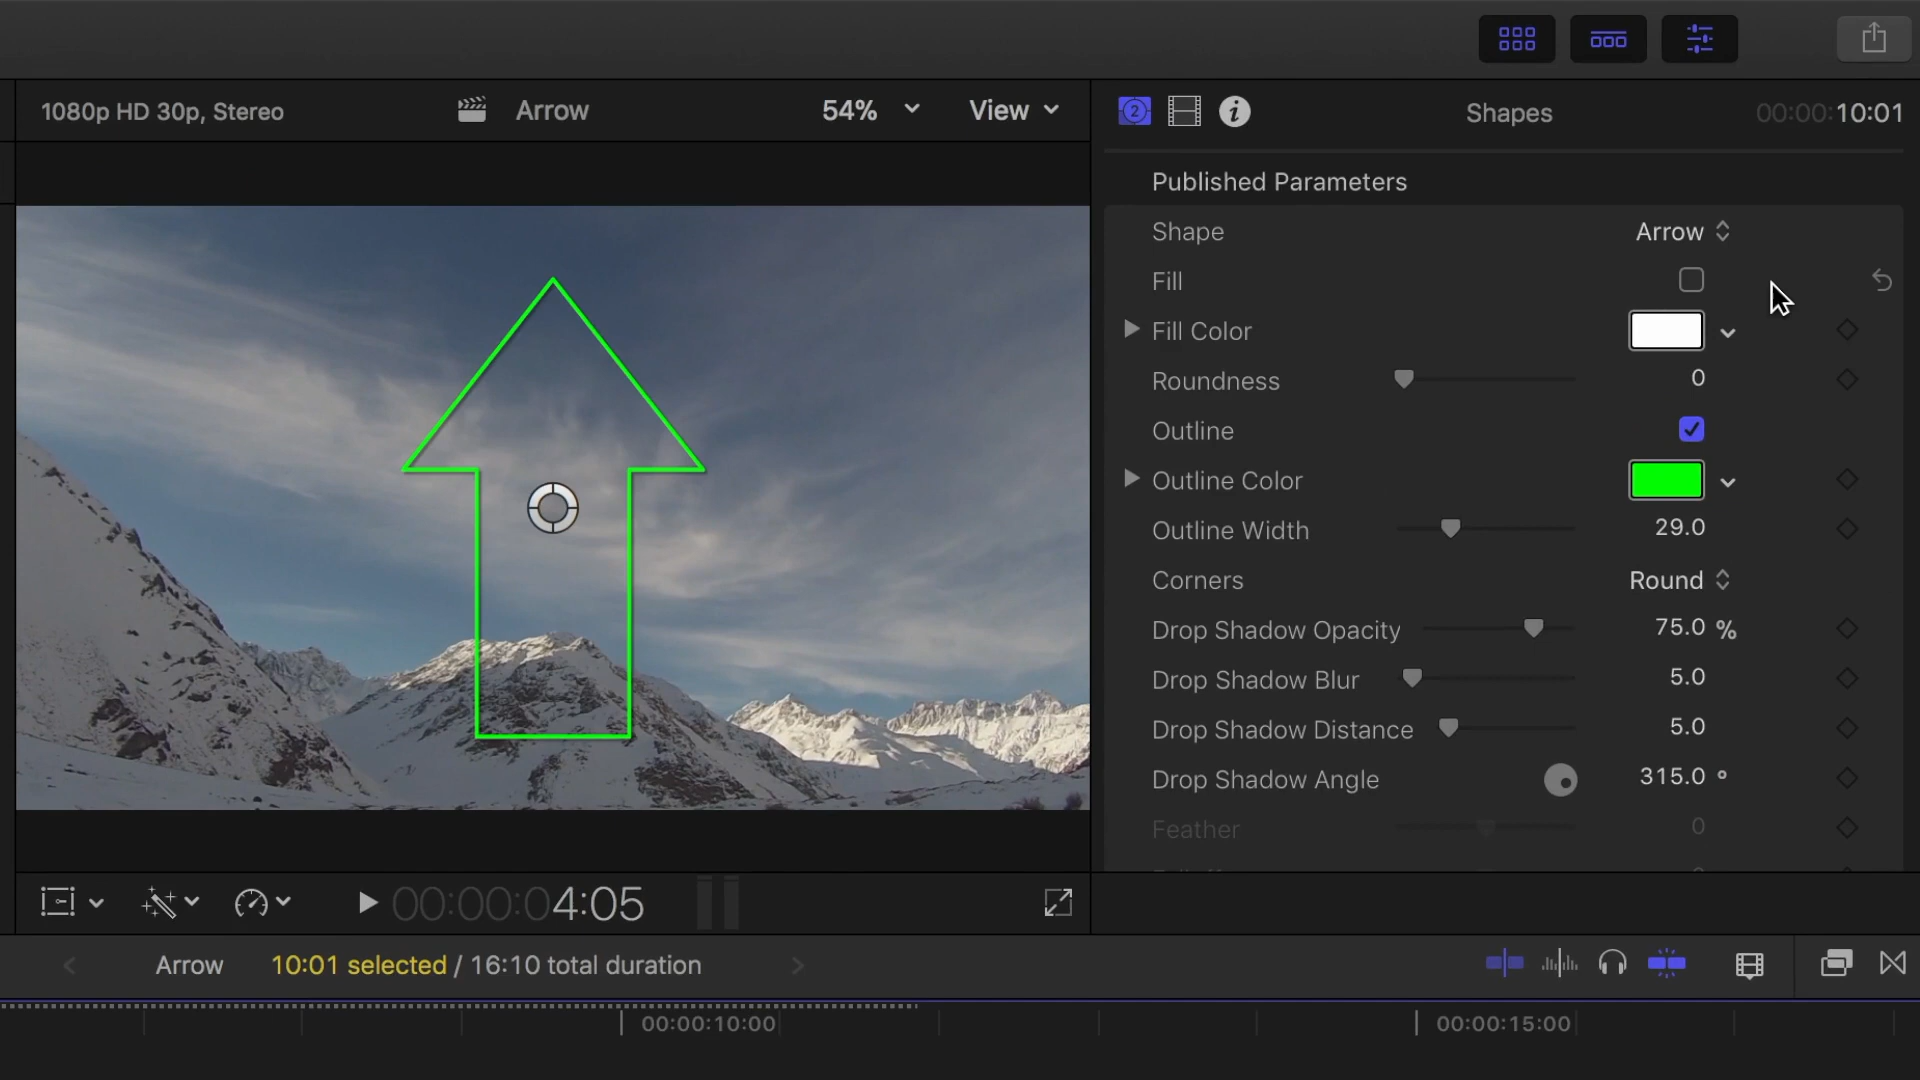 1080p HD 30p, Stereo
Arrow
54%
View
2
i
Shapes
00:00:10:01
Published Parameters
Shape
Arrow
Fill
Fill Color
Roundness
0
Outline
Outline Color
Outline Width
29.0
Corners
Round
Drop Shadow Opacity
75.0 %
Drop Shadow Blur
5.0
Drop Shadow Distance
5.0
Drop Shadow Angle
315.0 °
Feather
0
00:00:04:05
Arrow
10:01 selected / 16:10 total duration
00:00:10:00
00:00:15:00